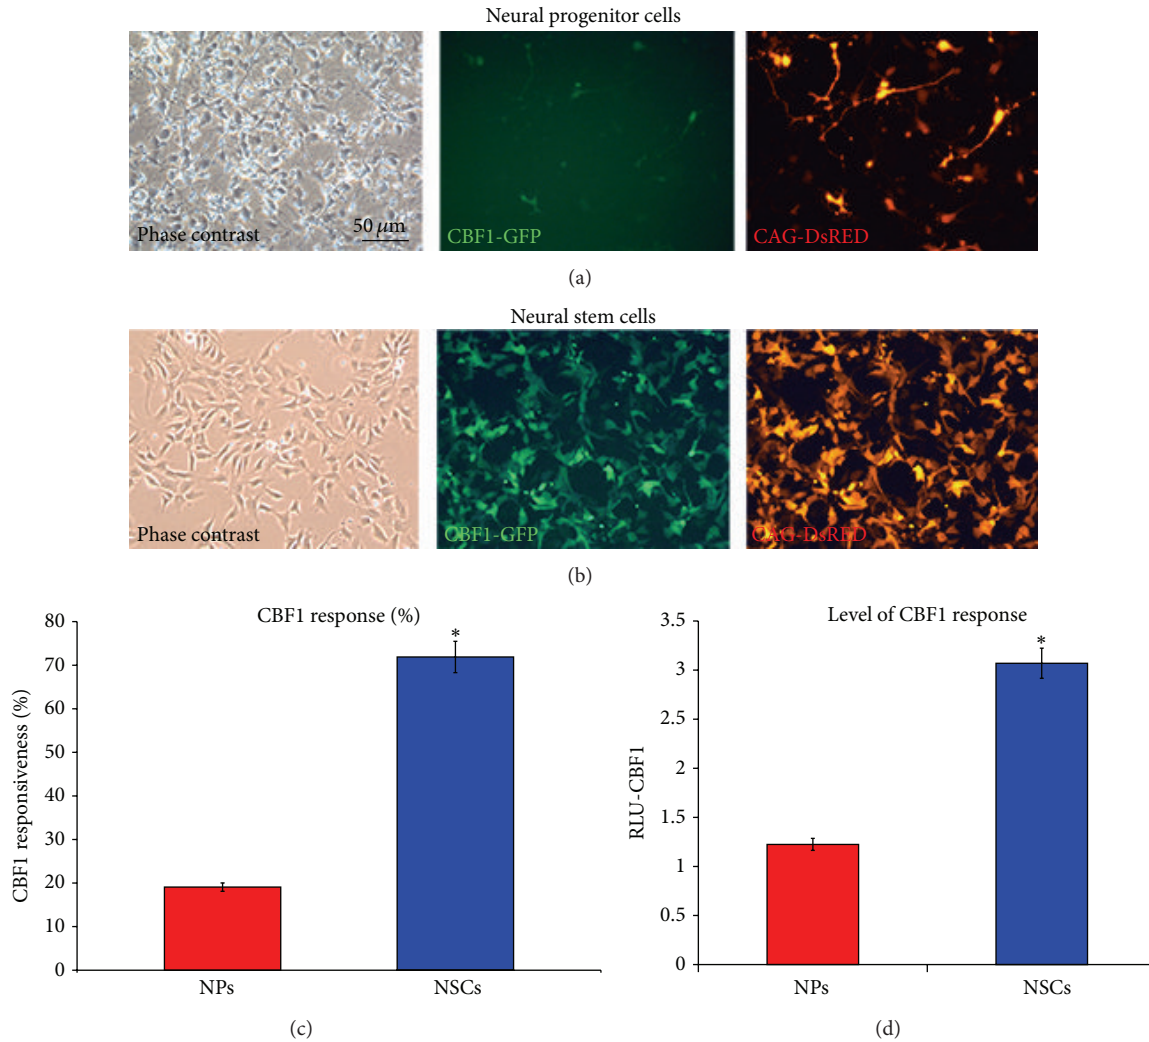 Neural progenitor cells
Phase contrast
50 μm
CBF1-GFP
CAG-DsRED
(a)
Neural stem cells
Phase contrast
CBF1-GFP
CAG-DsRED
(b)
CBF1 response (%)
CBF1 responsiveness (%)
80
70
60
50
40
30
20
10
0
*
NPs
NSCs
(c)
Level of CBF1 response
RLU-CBF1
3.5
3
2.5
2
1.5
1
0.5
0
*
NPs
NSCs
(d)